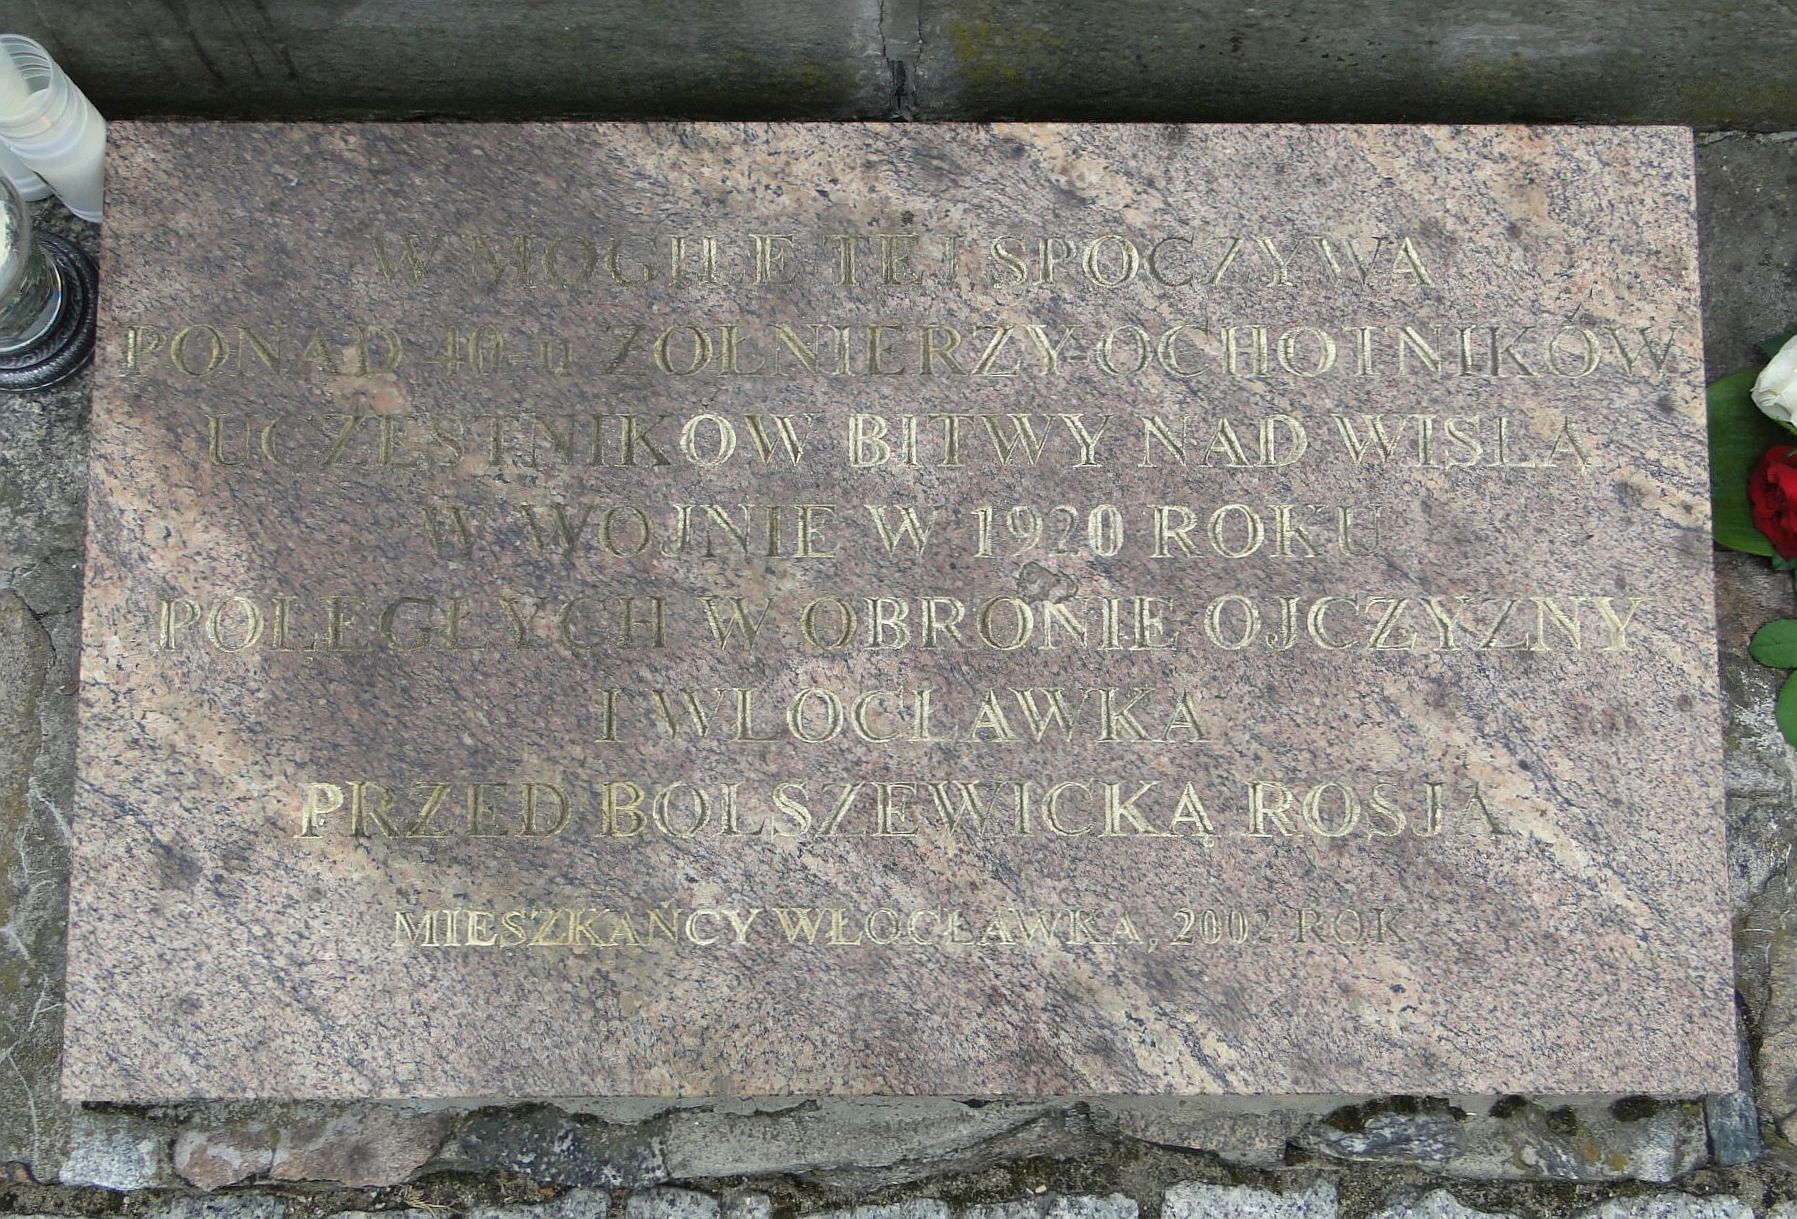 W MOGILE TEJ SPOCZYWA
PONAD 40-u ŻOŁNIERZY-OCHOTNIKÓW
UCZESTNIKÓW BITWY NAD WISŁĄ
W WOJNIE W 1920 ROKU
POLEGŁYCH W OBRONIE OJCZYZNY
I WŁOCŁAWKA
PRZED BOLSZEWICKĄ ROSJĄ
MIESZKAŃCY WŁOCŁAWKA, 2002 ROK